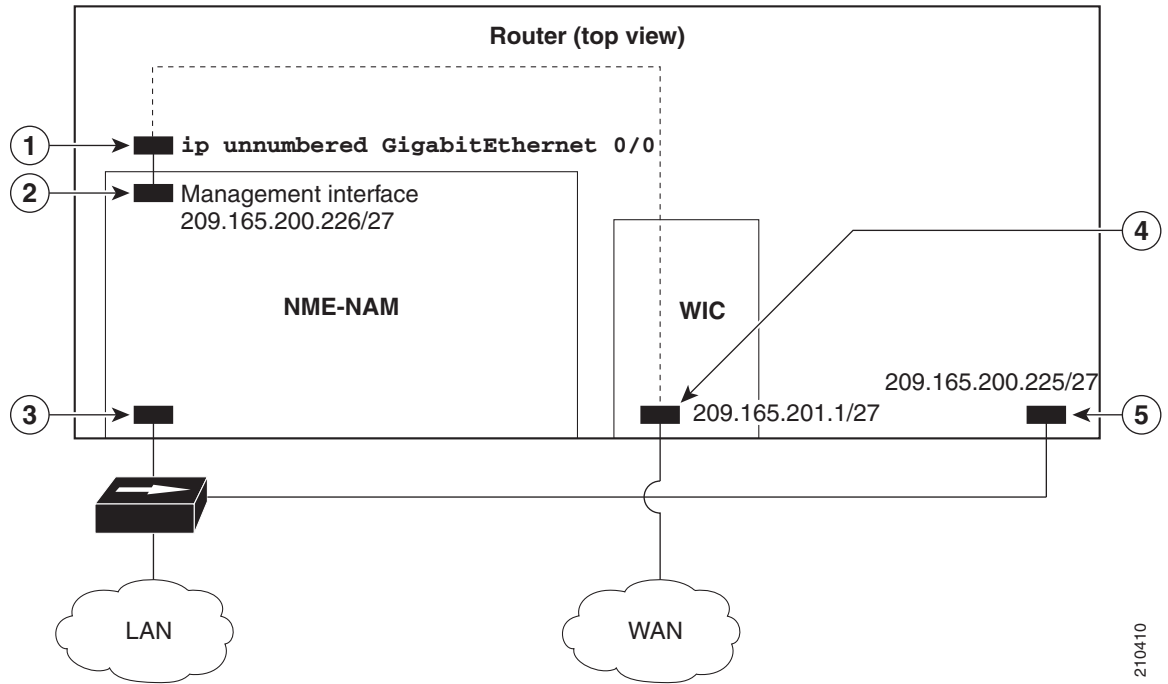 Router (top view)
1
ip unnumbered GigabitEthernet 0/0
2
Management interface
209.165.200.226/27
4
NME-NAM
WIC
209.165.200.225/27
3
209.165.201.1/27
5
LAN
WAN
210410